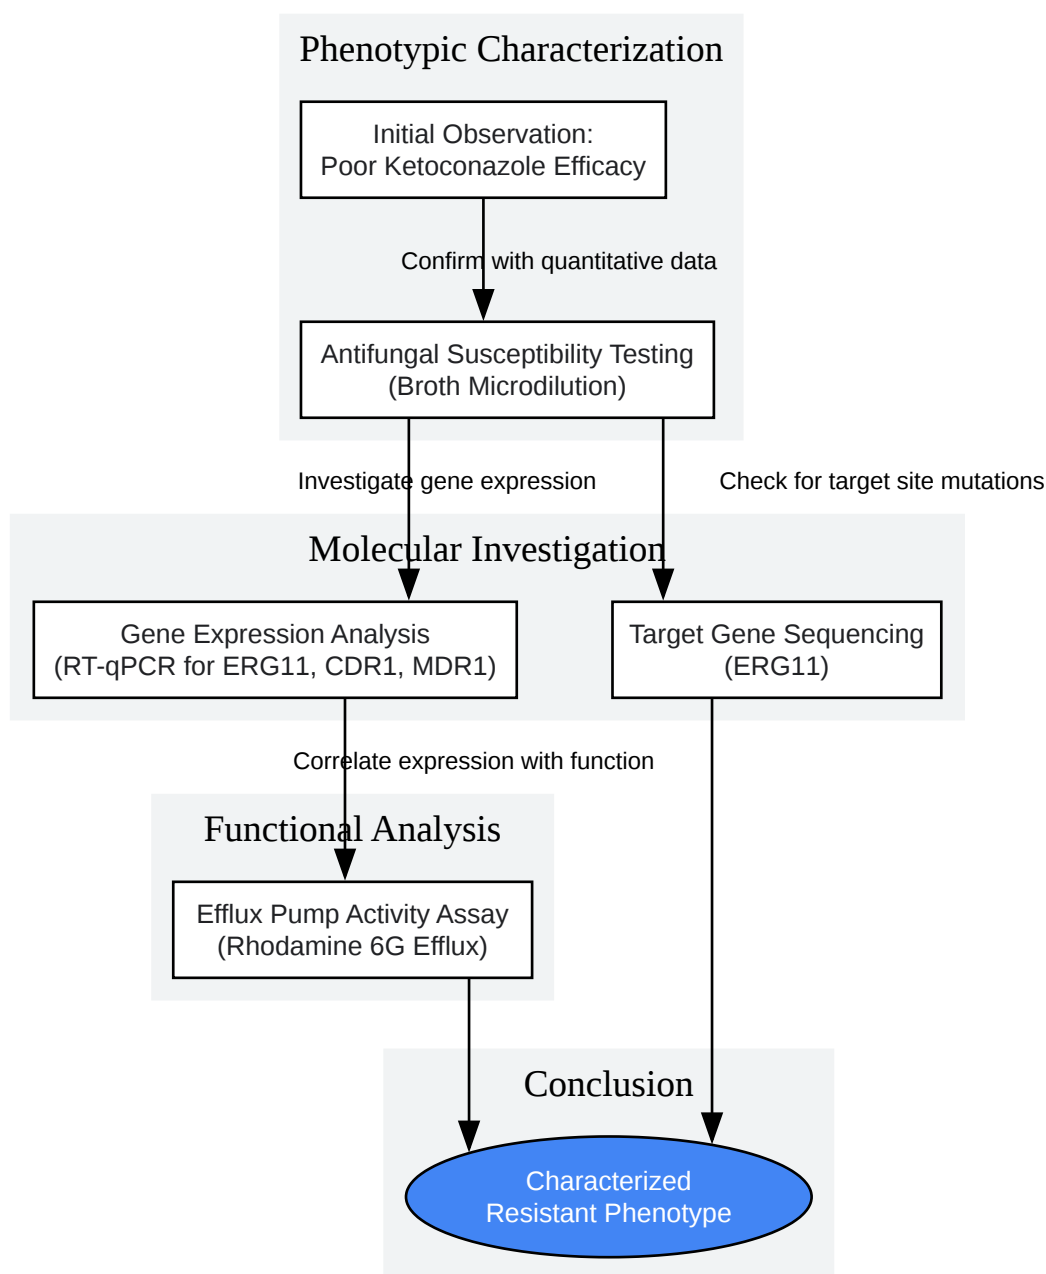 Phenotypic Characterization
Initial Observation:
Poor Ketoconazole Efficacy
Confirm with quantitative data
Antifungal Susceptibility Testing
(Broth Microdilution)
Investigate gene expression
Check for target site mutations
Molecular Investigation
Gene Expression Analysis
(RT-qPCR for ERG11, CDR1, MDR1)
Target Gene Sequencing
(ERG11)
Correlate expression with function
Functional Analysis
Efflux Pump Activity Assay
(Rhodamine 6G Efflux)
Conclusion
Characterized
Resistant Phenotype